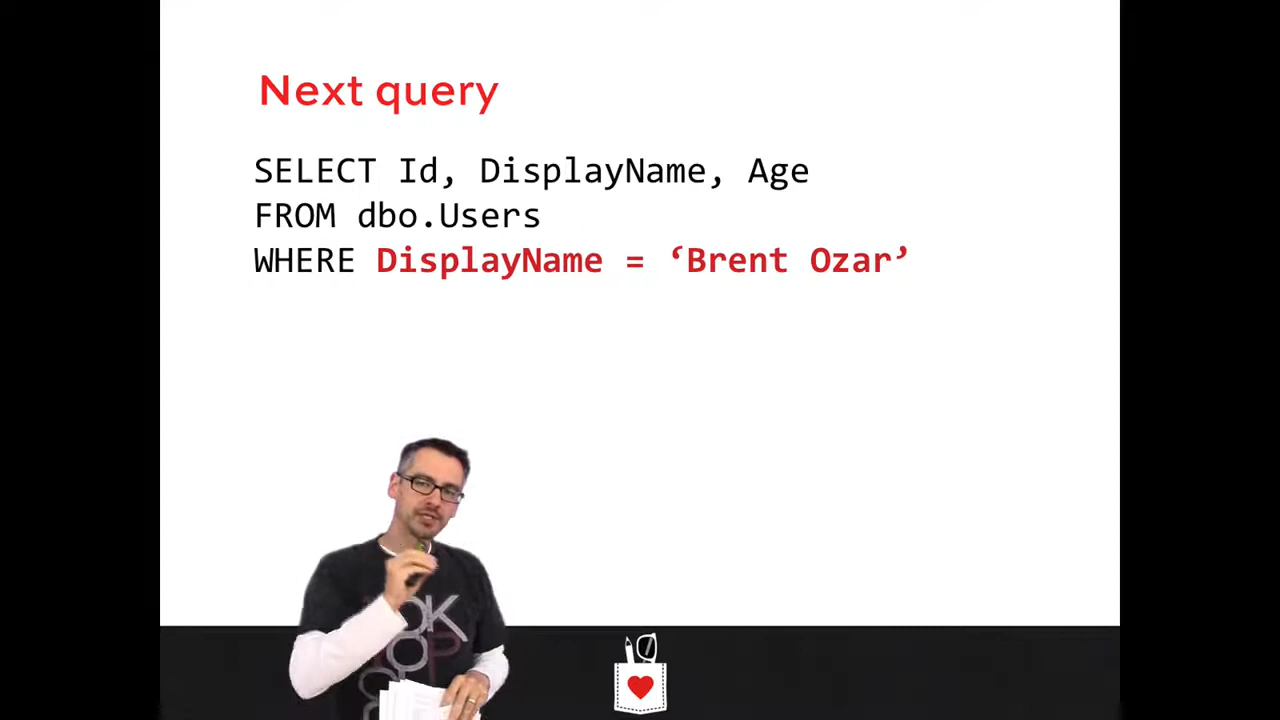 Next query
SELECT Id, DisplayName, Age
FROM dbo.Users
WHERE DisplayName = ‘Brent Ozar’